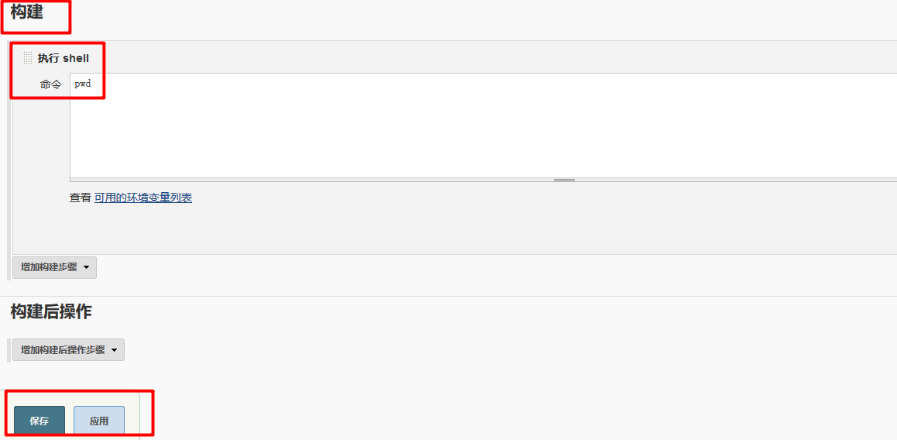 构建
执行 shell
命令 pwd
查看 可用的环境变量列表
增加构建步骤
构建后操作
增加构建后操作步骤
保存 应用